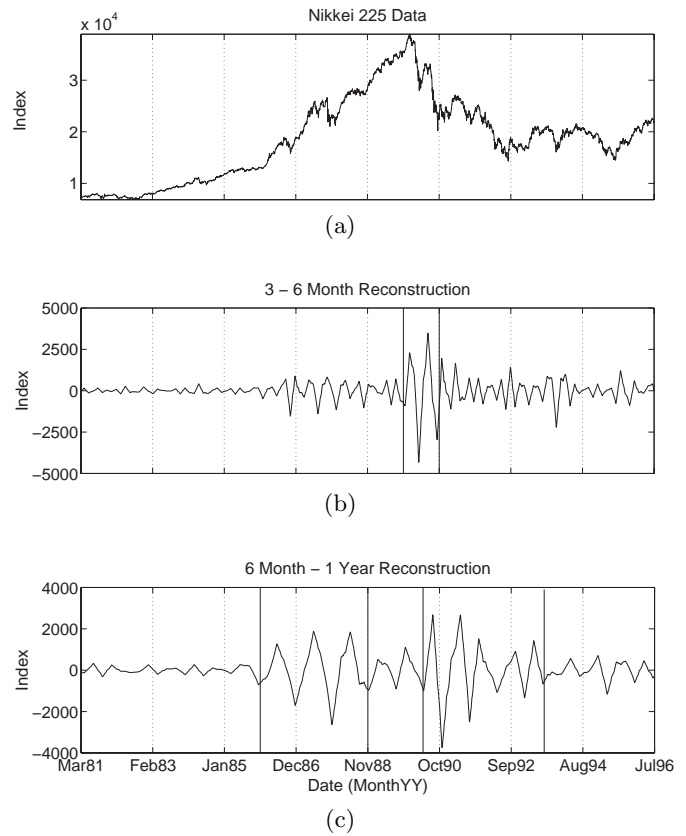 Nikkei 225 Data
x 10^4
3
2
1
Index
(a)
3 – 6 Month Reconstruction
5000
2500
0
−2500
−5000
Index
(b)
6 Month – 1 Year Reconstruction
4000
2000
0
−2000
−4000
Index
Mar81 Feb83 Jan85 Dec86 Nov88 Oct90 Sep92 Aug94 Jul96
Date (MonthYY)
(c)